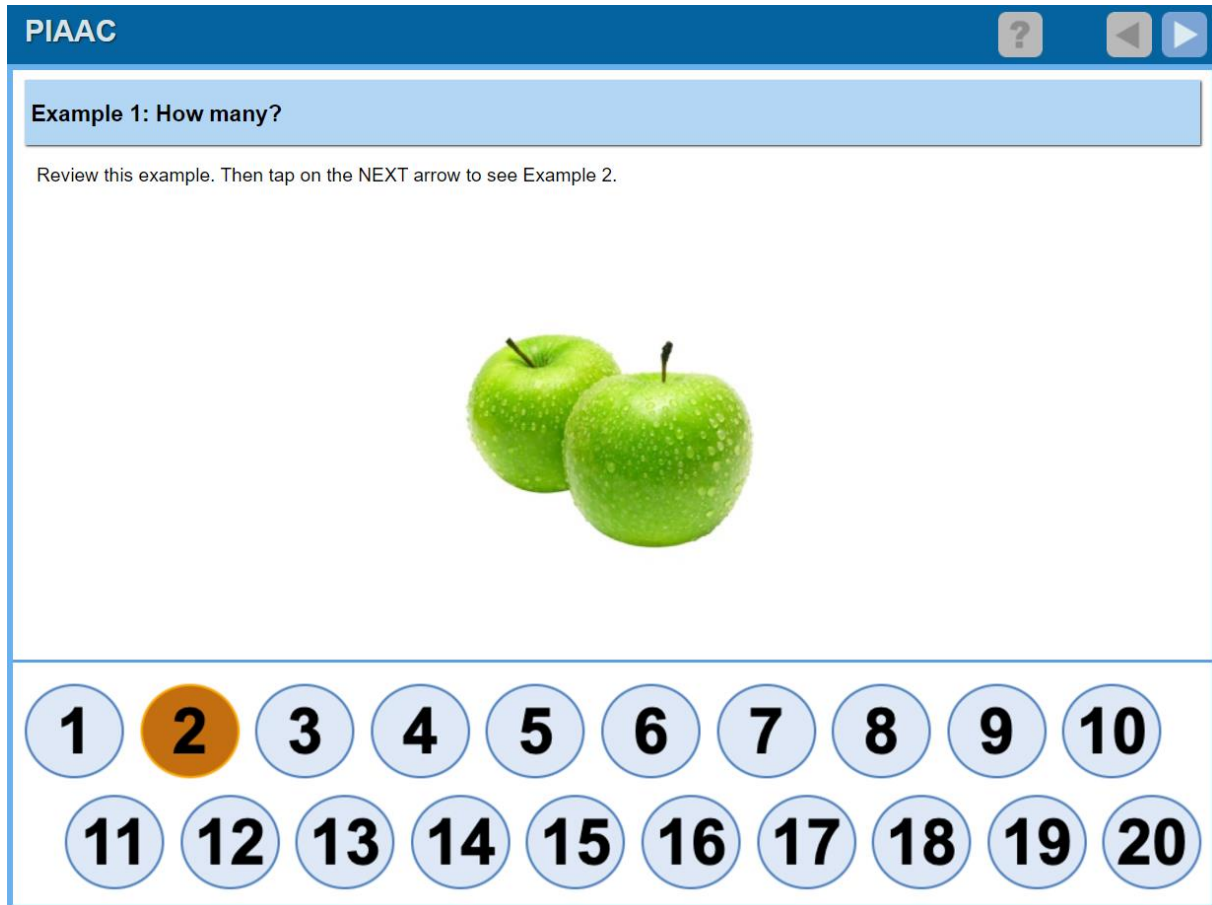 PIAAC
?
Example 1: How many?
Review this example. Then tap on the NEXT arrow to see Example 2.
1 2 3 4 5 6 7 8 9 10
11 12 13 14 15 16 17 18 19 20